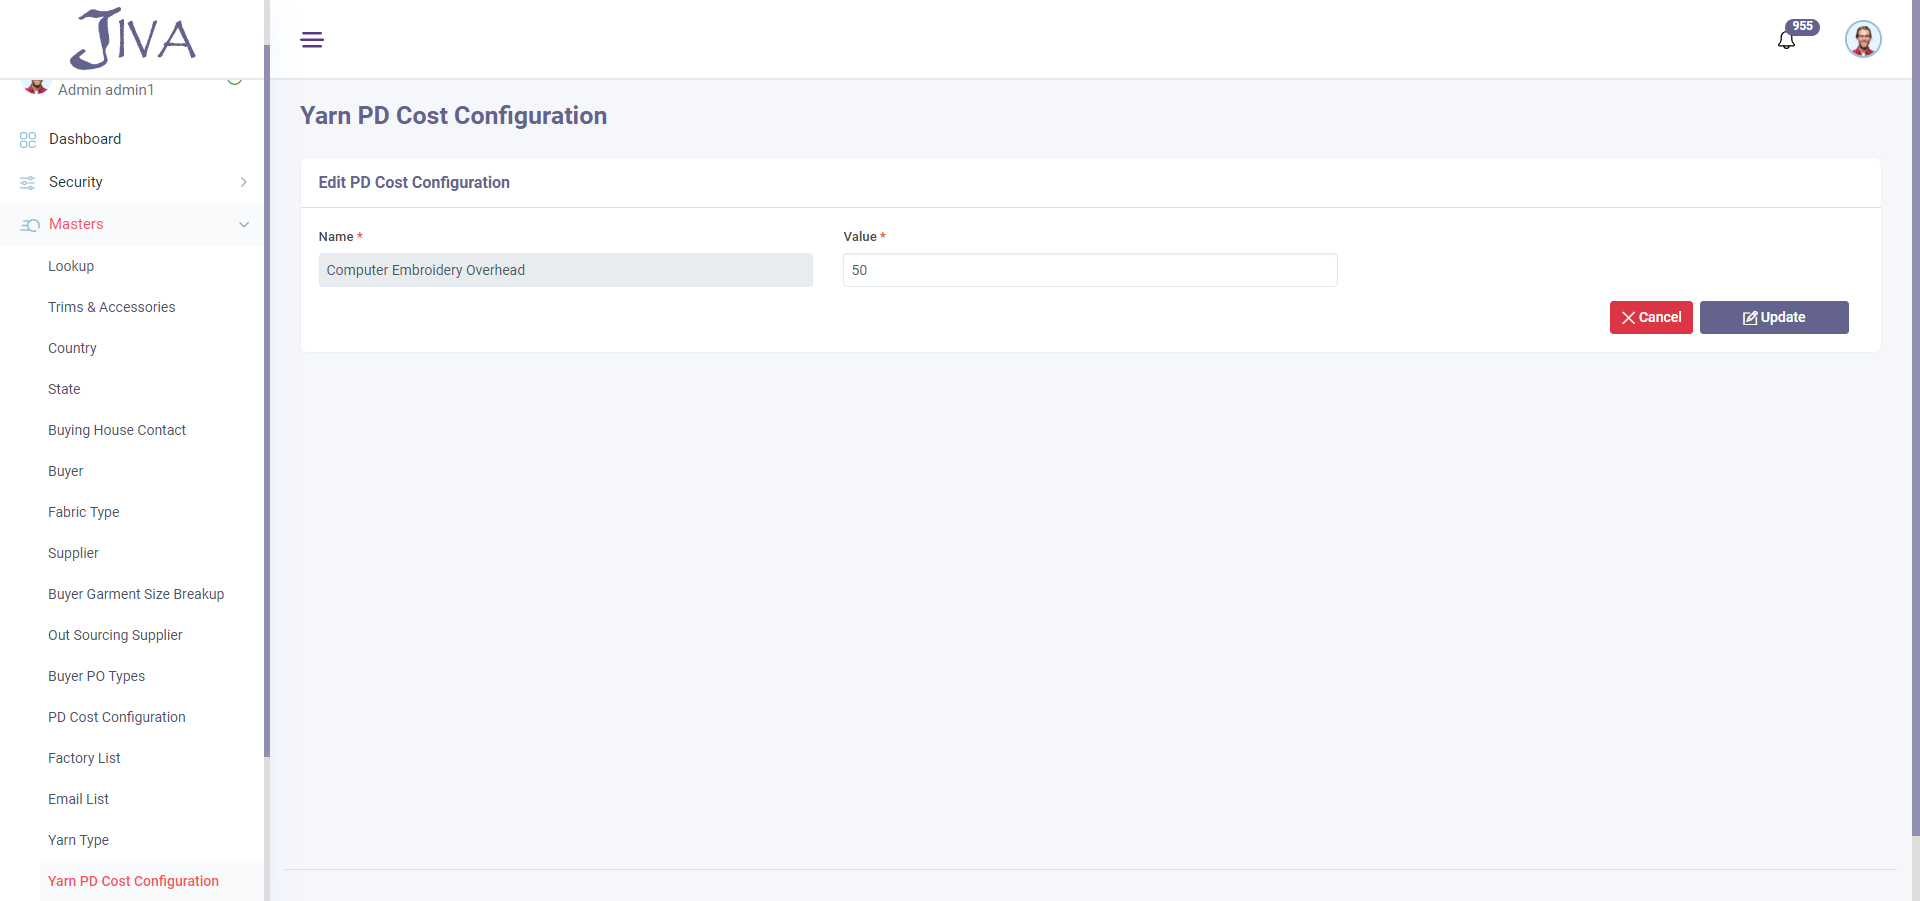 JIVA
955
Admin admin1
Dashboard
Security
Masters
Lookup
Trims & Accessories
Country
State
Buying House Contact
Buyer
Fabric Type
Supplier
Buyer Garment Size Breakup
Out Sourcing Supplier
Buyer PO Types
PD Cost Configuration
Factory List
Email List
Yarn Type
Yarn PD Cost Configuration
Yarn PD Cost Configuration
Edit PD Cost Configuration
Name * Value *
Computer Embroidery Overhead 50
Cancel Update